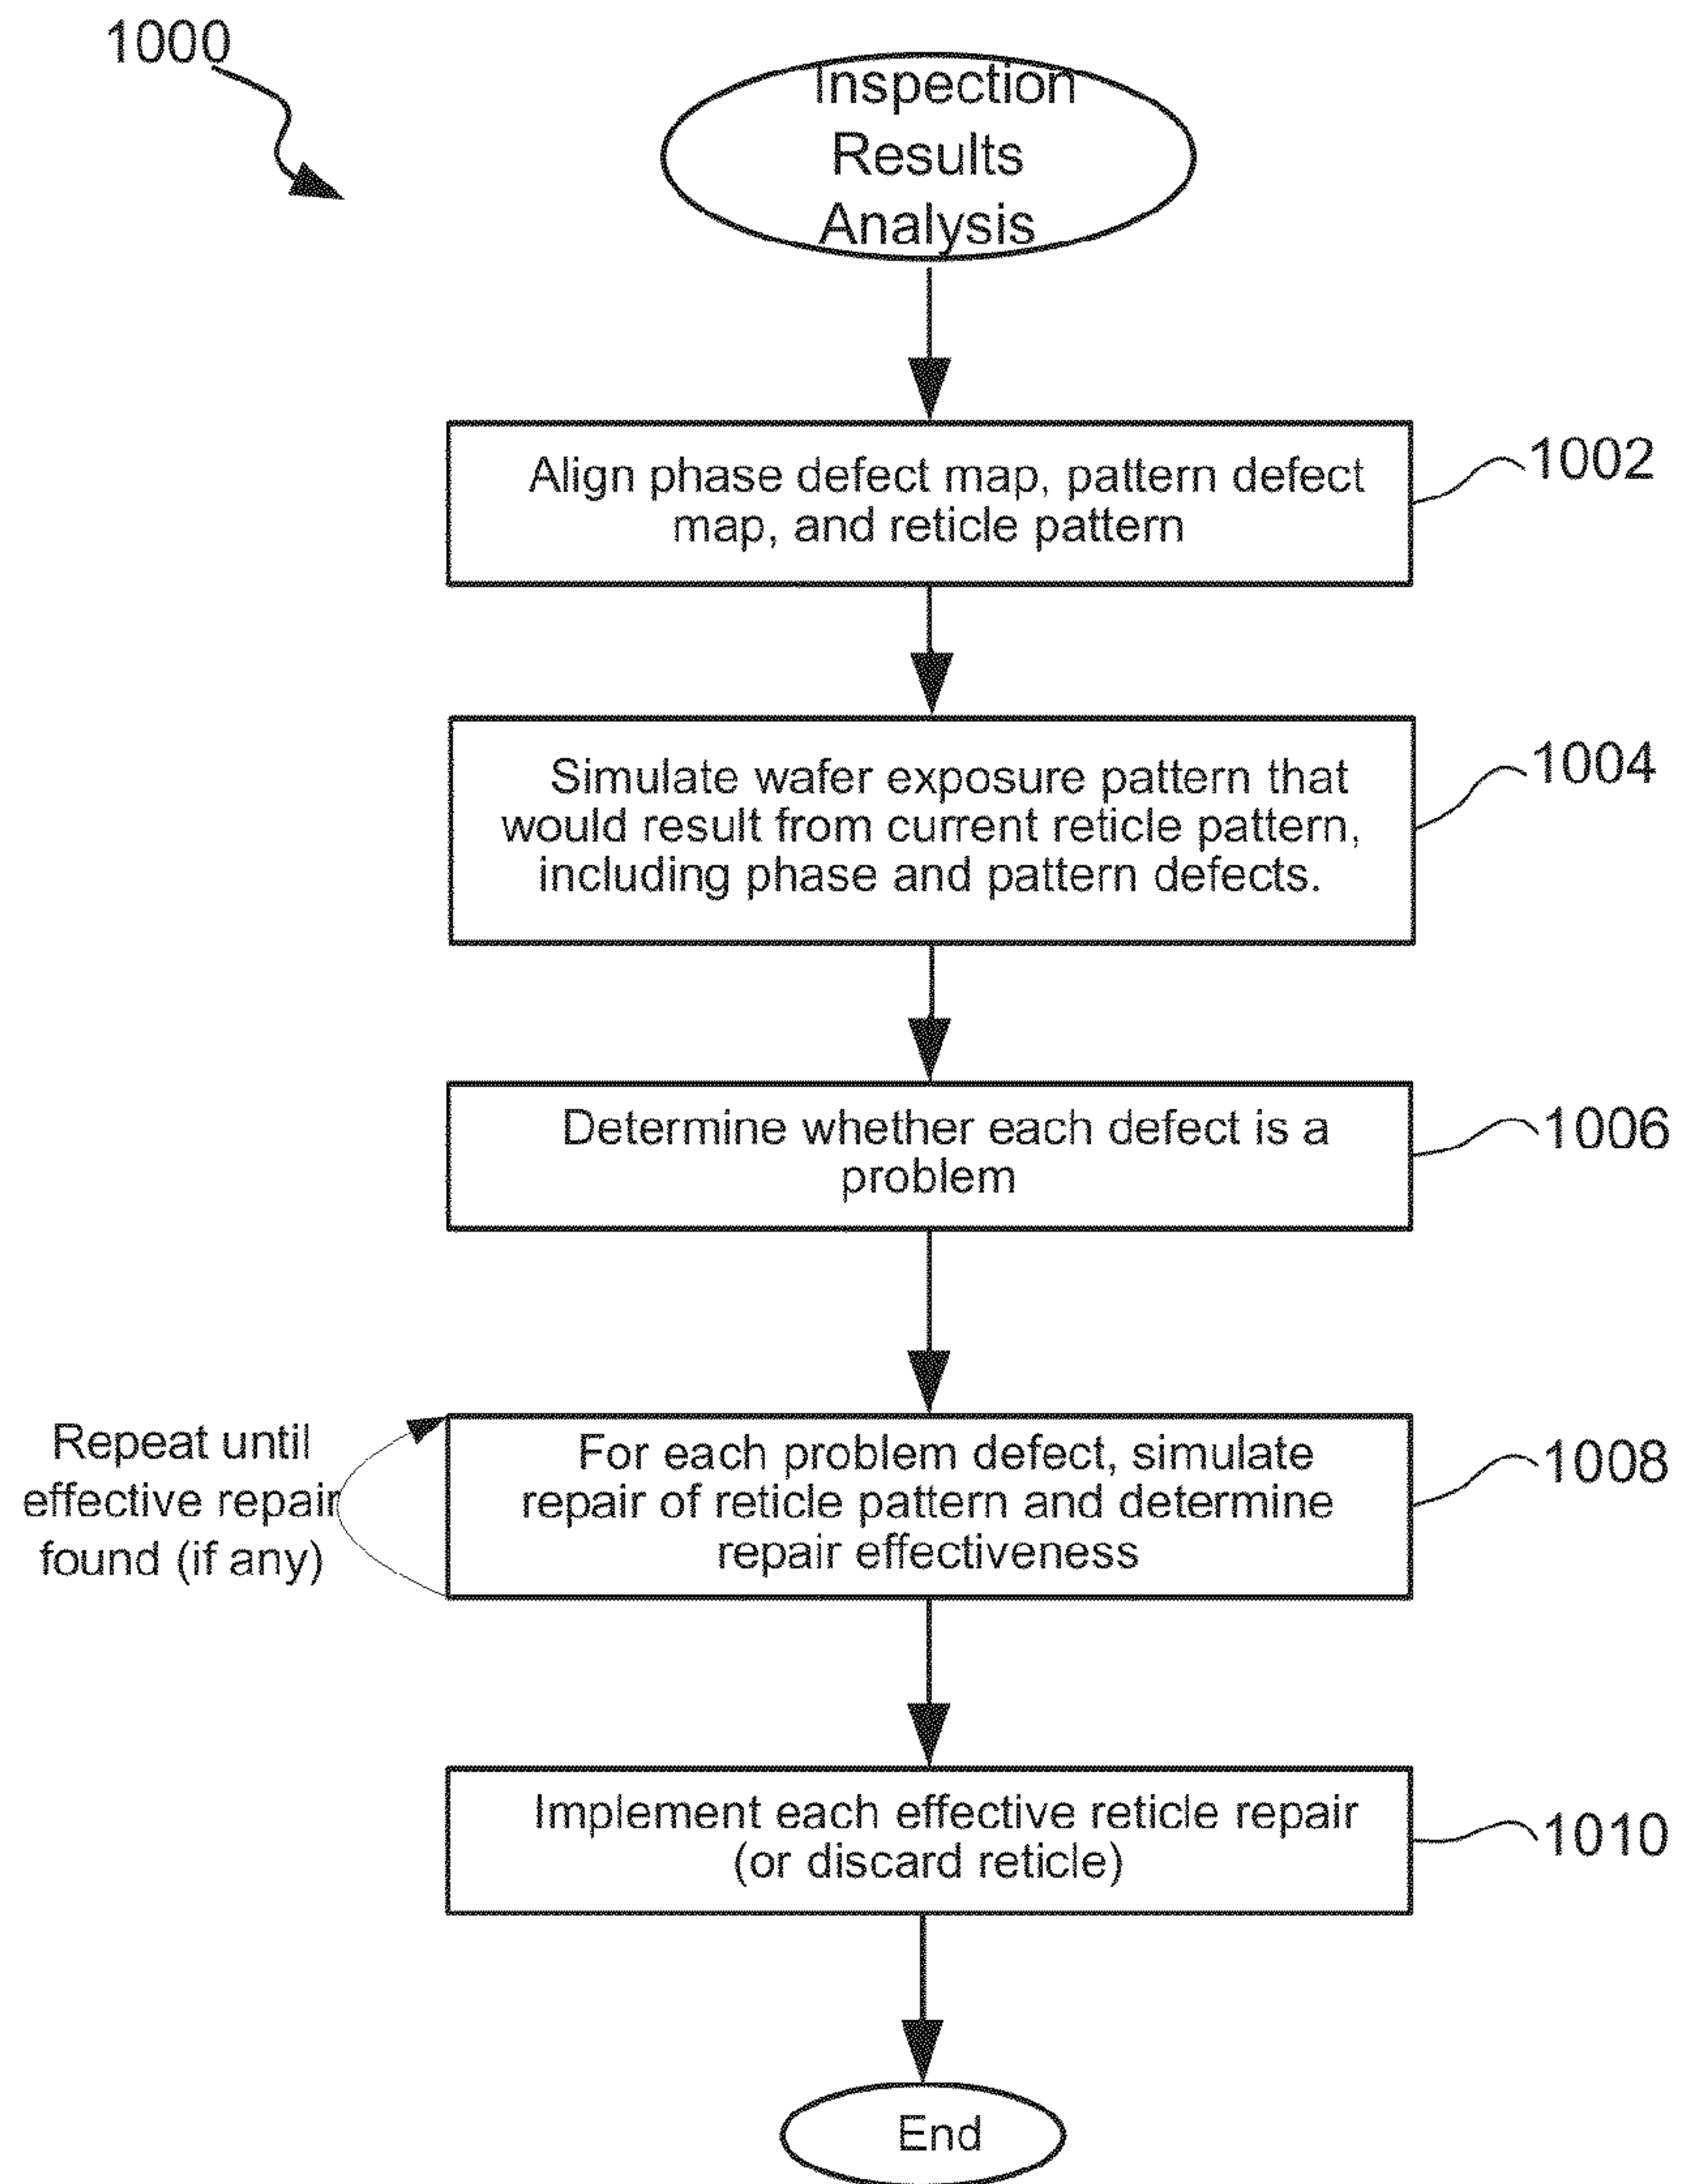 1000
Inspection
Results
Analysis
Align phase defect map, pattern defect
map, and reticle pattern
1002
Simulate wafer exposure pattern that
would result from current reticle pattern,
including phase and pattern defects.
1004
Determine whether each defect is a
problem
1006
Repeat until
effective repair
found (if any)
For each problem defect, simulate
repair of reticle pattern and determine
repair effectiveness
1008
Implement each effective reticle repair
(or discard reticle)
1010
End